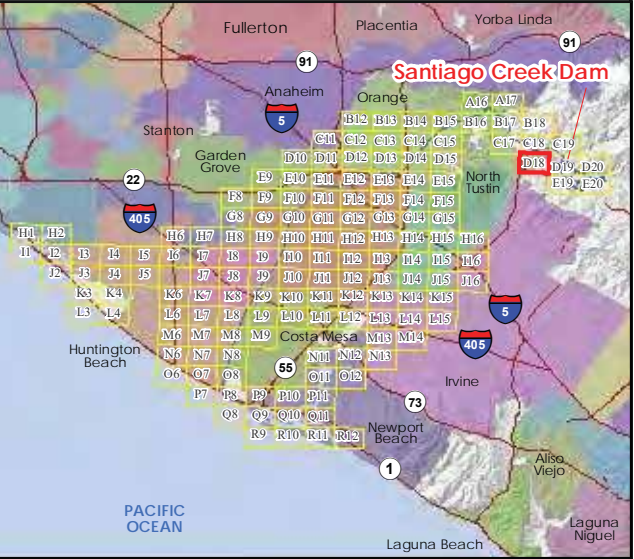 Fullerton
Placentia
Yorba Linda
91
91
Santiago Creek Dam
Anaheim
Orange
5
A16 A17
B12 B13 B14 B15 B16 B17 B18
Stanton
C11 C12 C13 C14 C15 C17 C18 C19
Garden
Grove
D10 D11 D12 D13 D14 D15 D18 D19 D20
22
E9 E10 E11 E12 E13 E14 E15 E19 E20
North
Tustin
405
F8 F9 F10 F11 F12 F13 F14 F15
G8 G9 G10 G11 G12 G13 G14 G15
H1 H2 H6 H7 H8 H9 H10 H11 H12 H13 H14 H15 H16
I1 I2 I3 I4 I5 I6 I7 I8 I9 I10 I11 I12 I13 I14 I15 I16
J2 J3 J4 J5 J7 J8 J9 J10 J11 J12 J13 J14 J15 J16
K3 K4 K6 K7 K8 K9 K10 K11 K12 K13 K14 K15
5
L3 L4 L6 L7 L8 L9 L10 L11 L12 L13 L14 L15
M6 M7 M8 M9 Costa Mesa M13 M14
405
Huntington
Beach
N6 N7 N8 N11 N12 N13
55
O6 O7 O8 O11 O12
Irvine
P7 P8 P9 P10 P11
73
Q8 Q9 Q10 Q11
R9 R10 R11 R12
Newport
Beach
1
Aliso
Viejo
PACIFIC
OCEAN
Laguna
Niguel
Laguna Beach